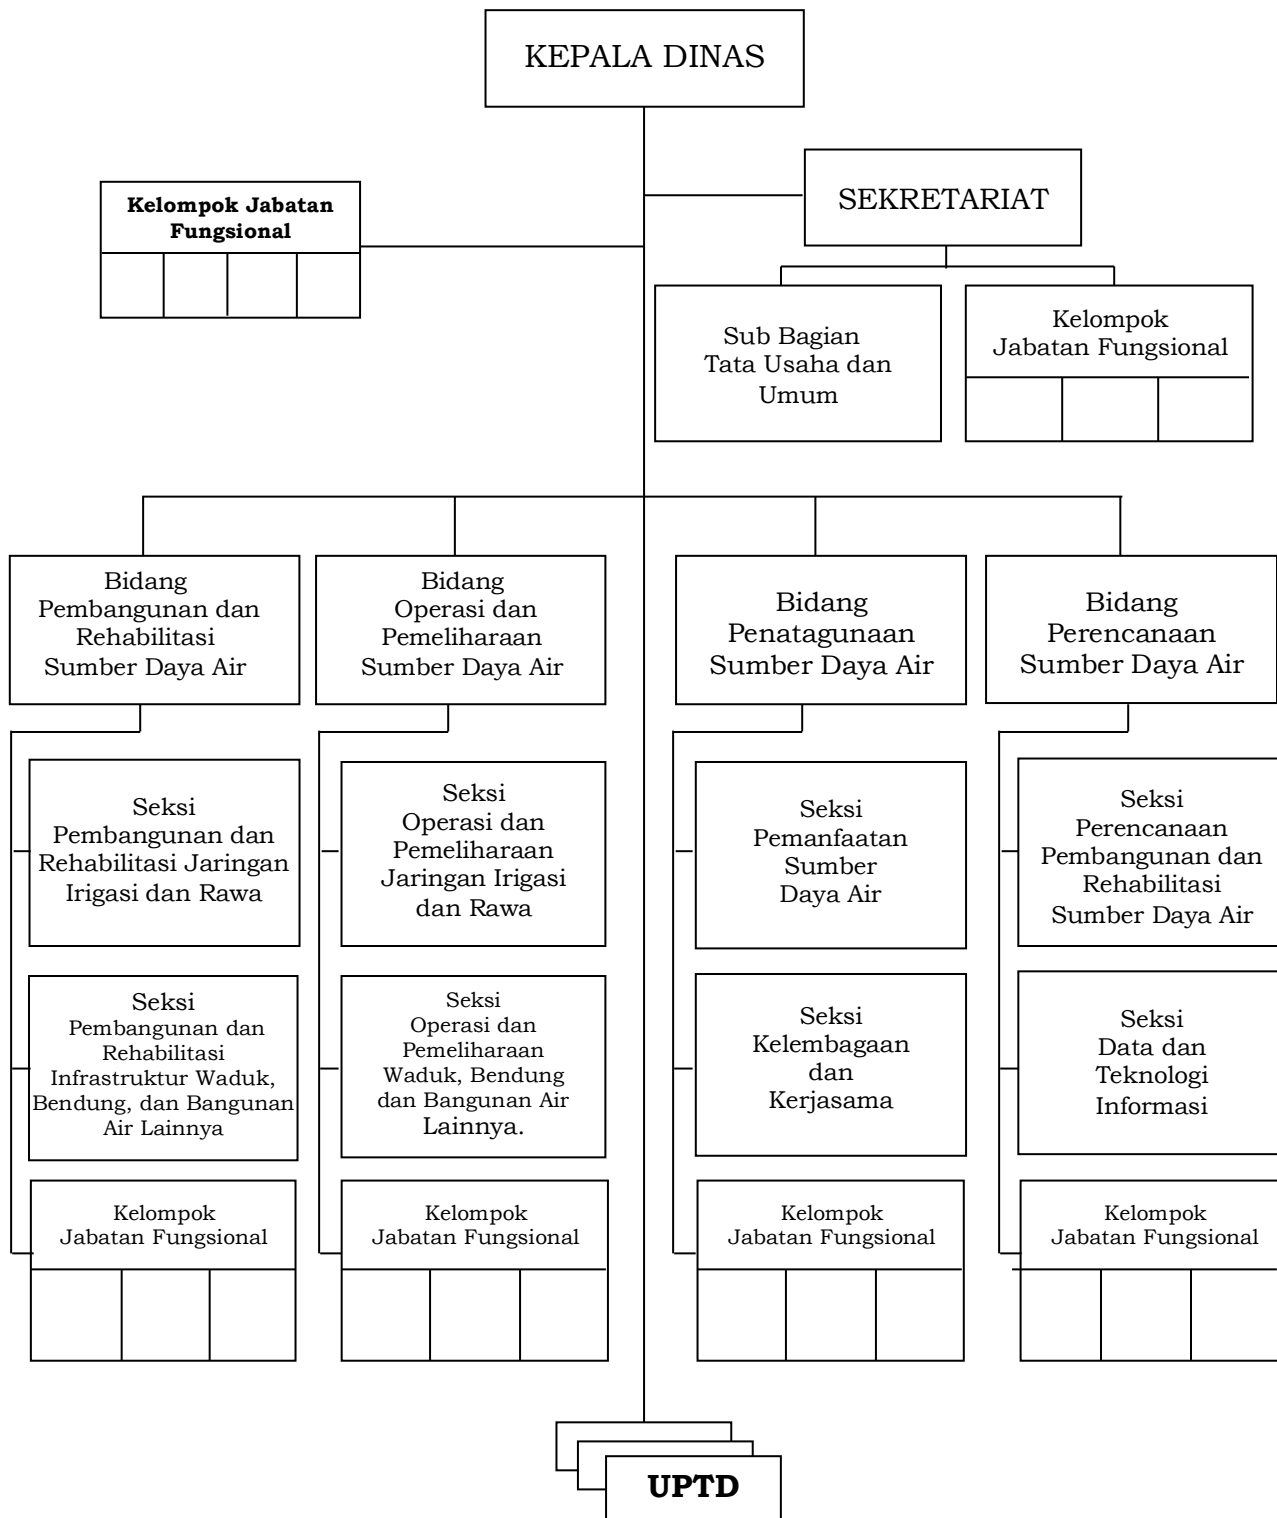 KEPALA DINAS
SEKRETARIAT
Kelompok Jabatan
Fungsional
Sub Bagian
Tata Usaha dan
Umum
Kelompok
Jabatan Fungsional
Bidang
Pembangunan dan
Rehabilitasi
Sumber Daya Air
Bidang
Operasi dan
Pemeliharaan
Sumber Daya Air
Bidang
Penatagunaan
Sumber Daya Air
Bidang
Perencanaan
Sumber Daya Air
Seksi
Pembangunan dan
Rehabilitasi Jaringan
Irigasi dan Rawa
Seksi
Operasi dan
Pemeliharaan
Jaringan Irigasi
dan Rawa
Seksi
Pemanfaatan
Sumber
Daya Air
Seksi
Perencanaan
Pembangunan dan
Rehabilitasi
Sumber Daya Air
Seksi
Pembangunan dan
Rehabilitasi
Infrastruktur Waduk,
Bendung, dan Bangunan
Air Lainnya
Seksi
Operasi dan
Pemeliharaan
Waduk, Bendung
dan Bangunan Air
Lainnya.
Seksi
Kelembagaan
dan
Kerjasama
Seksi
Data dan
Teknologi
Informasi
Kelompok
Jabatan Fungsional
Kelompok
Jabatan Fungsional
Kelompok
Jabatan Fungsional
Kelompok
Jabatan Fungsional
UPTD